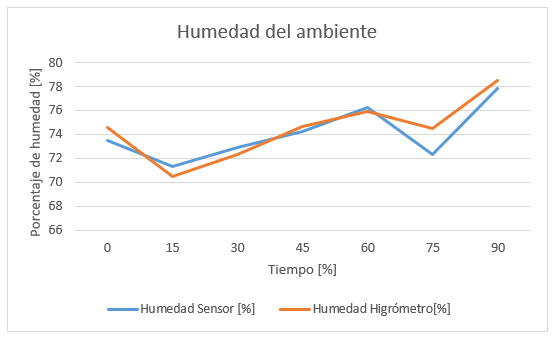 Humedad del ambiente
Porcentaje de humedad [%]
80
78
76
74
72
70
68
66
0 15 30 45 60 75 90
Tiempo [%]
Humedad Sensor [%] Humedad Higrómetro[%]